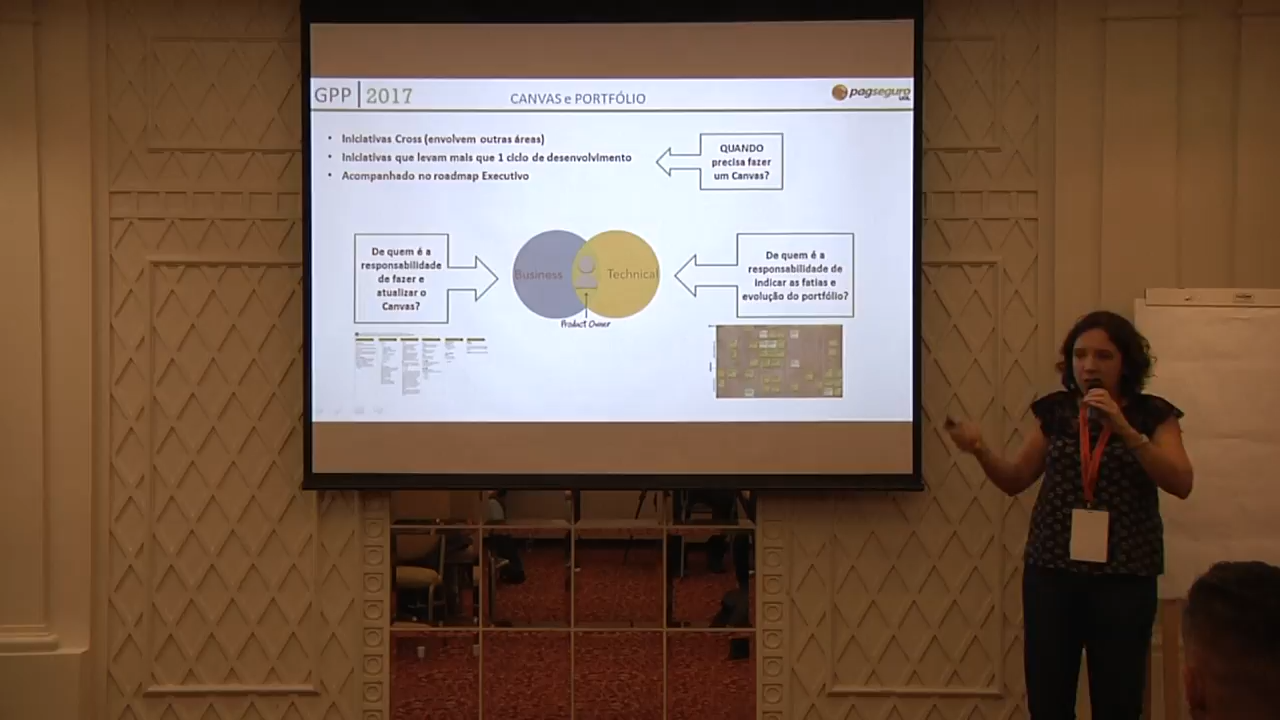 GPP | 2017
CANVAS e PORTFÓLIO
pagseguro
UOL
• Iniciativas Cross (envolvem outras áreas)
• Iniciativas que levam mais que 1 ciclo de desenvolvimento
• Acompanhado no roadmap Executivo
QUANDO
precisa fazer
um Canvas?
De quem é a
responsabilidade
de fazer e
atualizar o
Canvas?
Business
Technical
Product Owner
De quem é a
responsabilidade de
indicar as fatias e
evolução do portfólio?